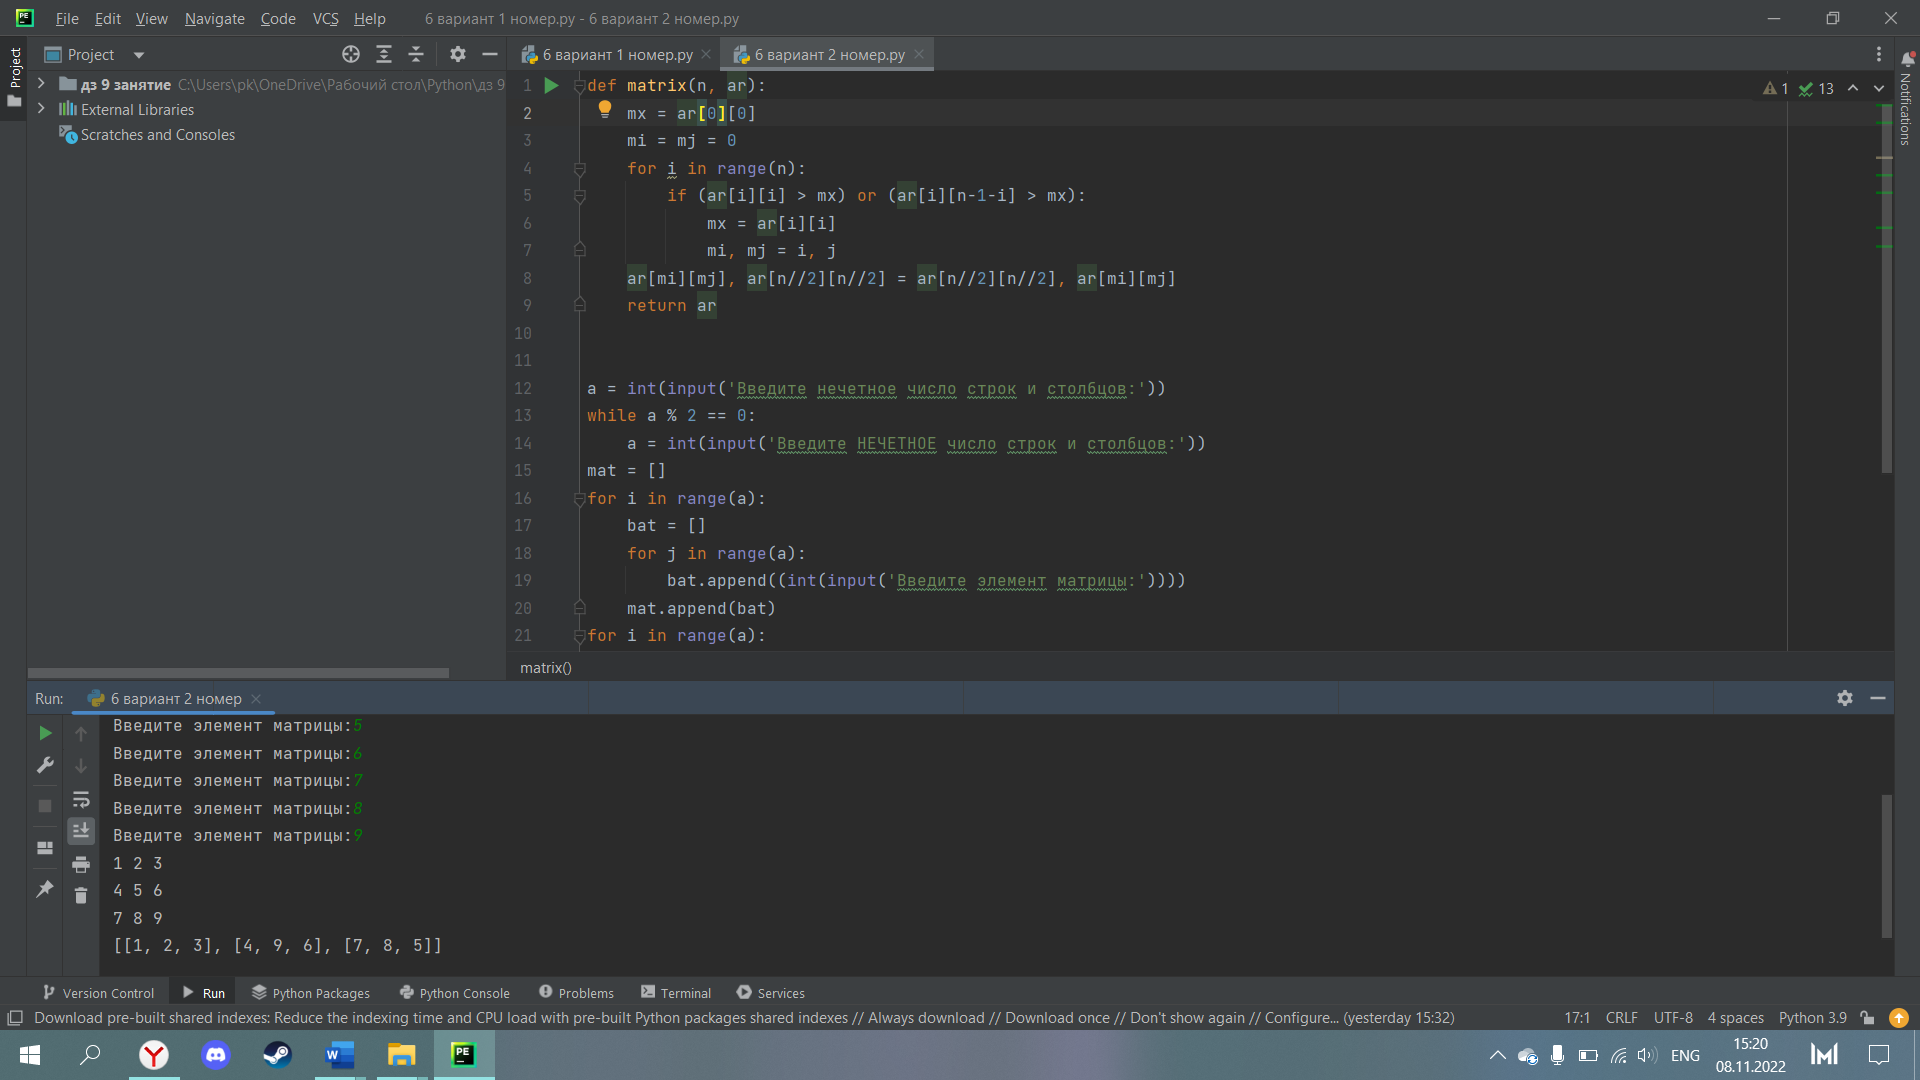 File Edit View Navigate Code VCS Help 6 вариант 1 номер.py - 6 вариант 2 номер.py
Project
Project
6 вариант 1 номер.py
6 вариант 2 номер.py
дз 9 занятие C:\Users\pk\OneDrive\Рабочий стол\Python\дз 9
External Libraries
Scratches and Consoles
1 def matrix(n, ar):
2 mx = ar[0][0]
3 mi = mj = 0
4 for i in range(n):
5 if (ar[i][i] > mx) or (ar[i][n-1-i] > mx):
6 mx = ar[i][i]
7 mi, mj = i, j
8 ar[mi][mj], ar[n//2][n//2] = ar[n//2][n//2], ar[mi][mj]
9 return ar
10
11
12 a = int(input('Введите нечетное число строк и столбцов:'))
13 while a % 2 == 0:
14 a = int(input('Введите НЕЧЕТНОЕ число строк и столбцов:'))
15 mat = []
16 for i in range(a):
17 bat = []
18 for j in range(a):
19 bat.append((int(input('Введите элемент матрицы:'))))
20 mat.append(bat)
21 for i in range(a):
1 13
Notifications
matrix()
Run: 6 вариант 2 номер
Введите элемент матрицы:5
Введите элемент матрицы:6
Введите элемент матрицы:7
Введите элемент матрицы:8
Введите элемент матрицы:9
1 2 3
4 5 6
7 8 9
[[1, 2, 3], [4, 9, 6], [7, 8, 5]]
Version Control Run Python Packages Python Console Problems Terminal Services
Download pre-built shared indexes: Reduce the indexing time and CPU load with pre-built Python packages shared indexes // Always download // Download once // Don't show again // Configure... (yesterday 15:32) 17:1 CRLF UTF-8 4 spaces Python 3.9
ENG
15:20
08.11.2022